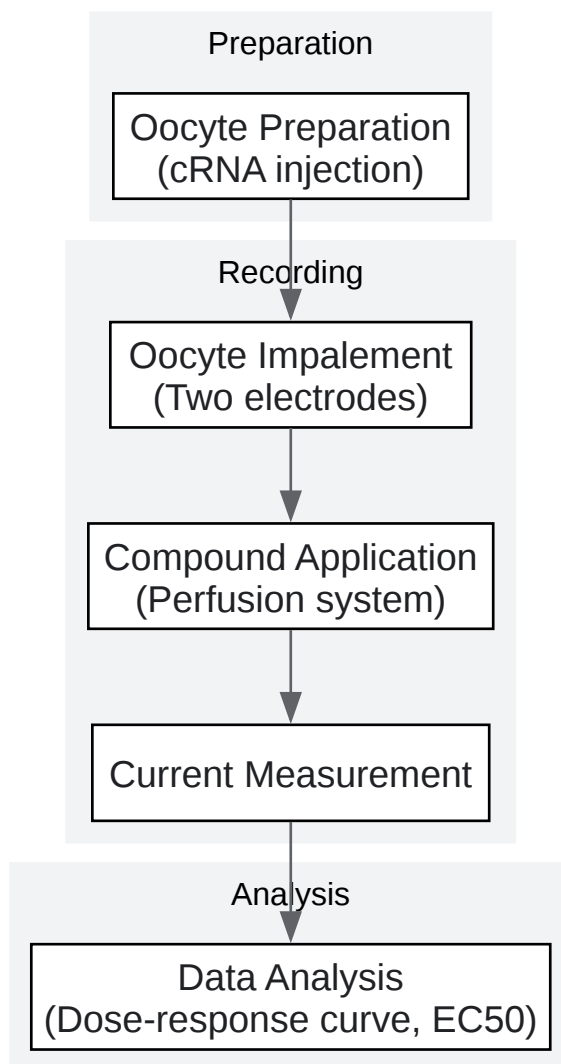 Preparation
Oocyte Preparation
(cRNA injection)
Recording
Oocyte Impalement
(Two electrodes)
Compound Application
(Perfusion system)
Current Measurement
Analysis
Data Analysis
(Dose-response curve, EC50)